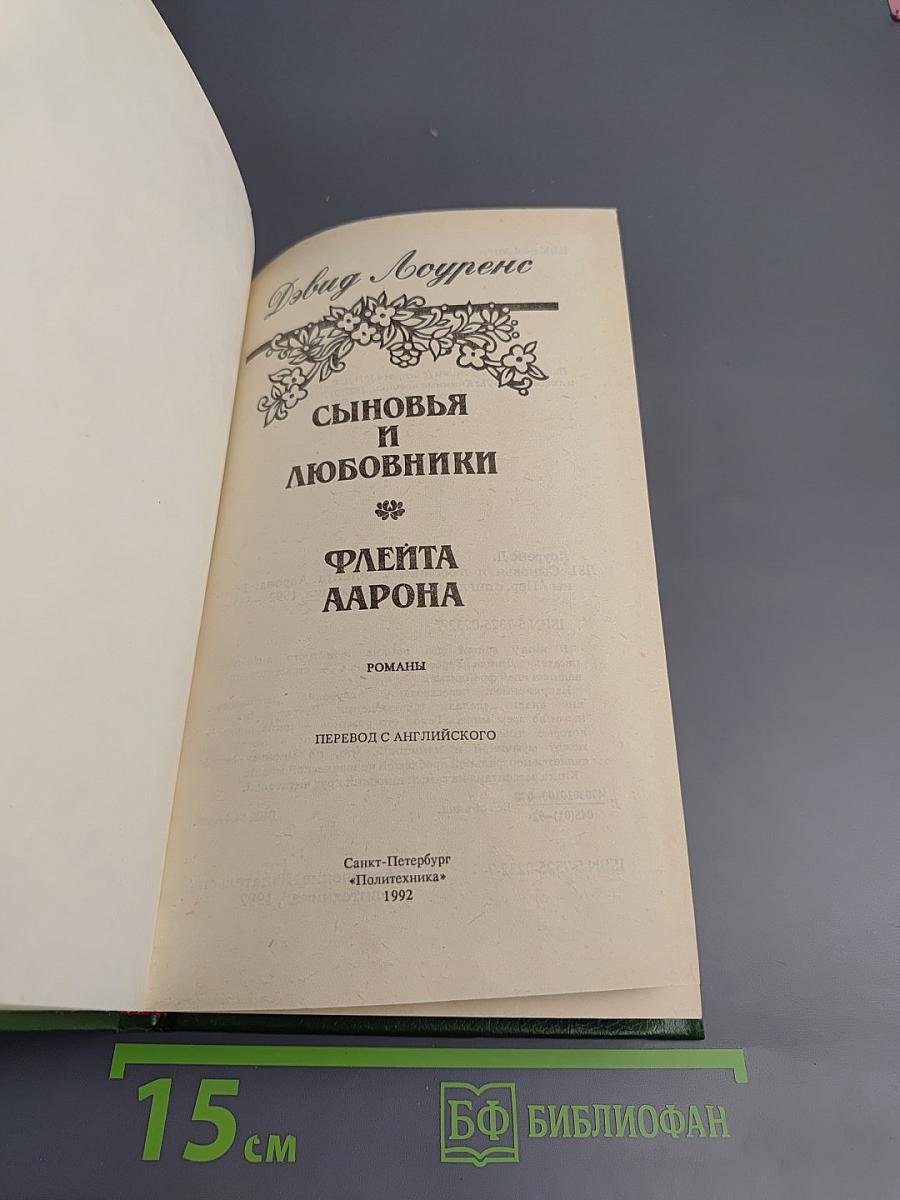 Дэвид Лоуренс
СЫНОВЬЯ
И
ЛЮБОВНИКИ
ФЛЕЙТА
ААРОНА
РОМАНЫ
ПЕРЕВОД С АНГЛИЙСКОГО
Санкт-Петербург
«Политехника»
1992
15 см
БФ БИБЛИОФАН